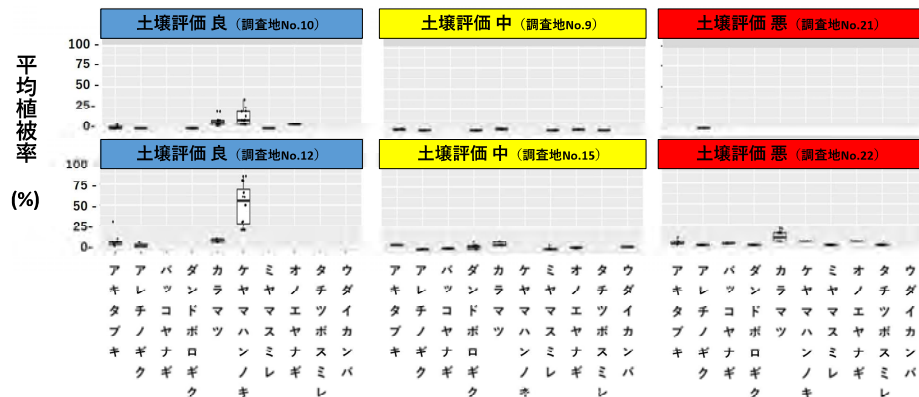 土壌評価 良（調査地No.10）
土壌評価 中（調査地No.9）
土壌評価 悪（調査地No.21）
平均植被率
(%)
100
75
50
25
0
土壌評価 良（調査地No.12）
土壌評価 中（調査地No.15）
土壌評価 悪（調査地No.22）
100
75
50
25
0
アキタブキ
アレチノギク
バッコヤナギ
ダンドボロギク
カラマツ
ケヤマハンノキ
ミヤマスミレ
オノエヤナギ
タチツボスミレ
ウダイカンバ
アキタブキ
アレチノギク
バッコヤナギ
ダンドボロギク
カラマツ
ケヤマハンノキ
ミヤマスミレ
オノエヤナギ
タチツボスミレ
ウダイカンバ
アキタブキ
アレチノギク
バッコヤナギ
ダンドボロギク
カラマツ
ケヤマハンノキ
ミヤマスミレ
オノエヤナギ
タチツボスミレ
ウダイカンバ